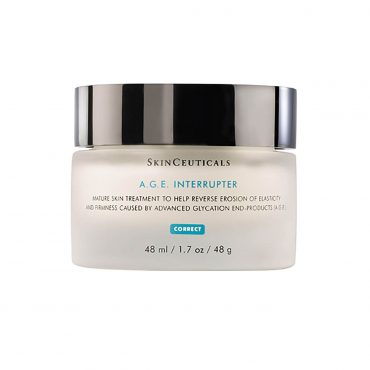 SKINCEUTICALS
A.G.E. INTERRUPTER
MATURE SKIN TREATMENT TO HELP REVERSE EROSION OF ELASTICITY
AND FIRMNESS CAUSED BY ADVANCED GLYCATION END-PRODUCTS (A.G.E.)
CORRECT
48 ml / 1.7 oz / 48 g